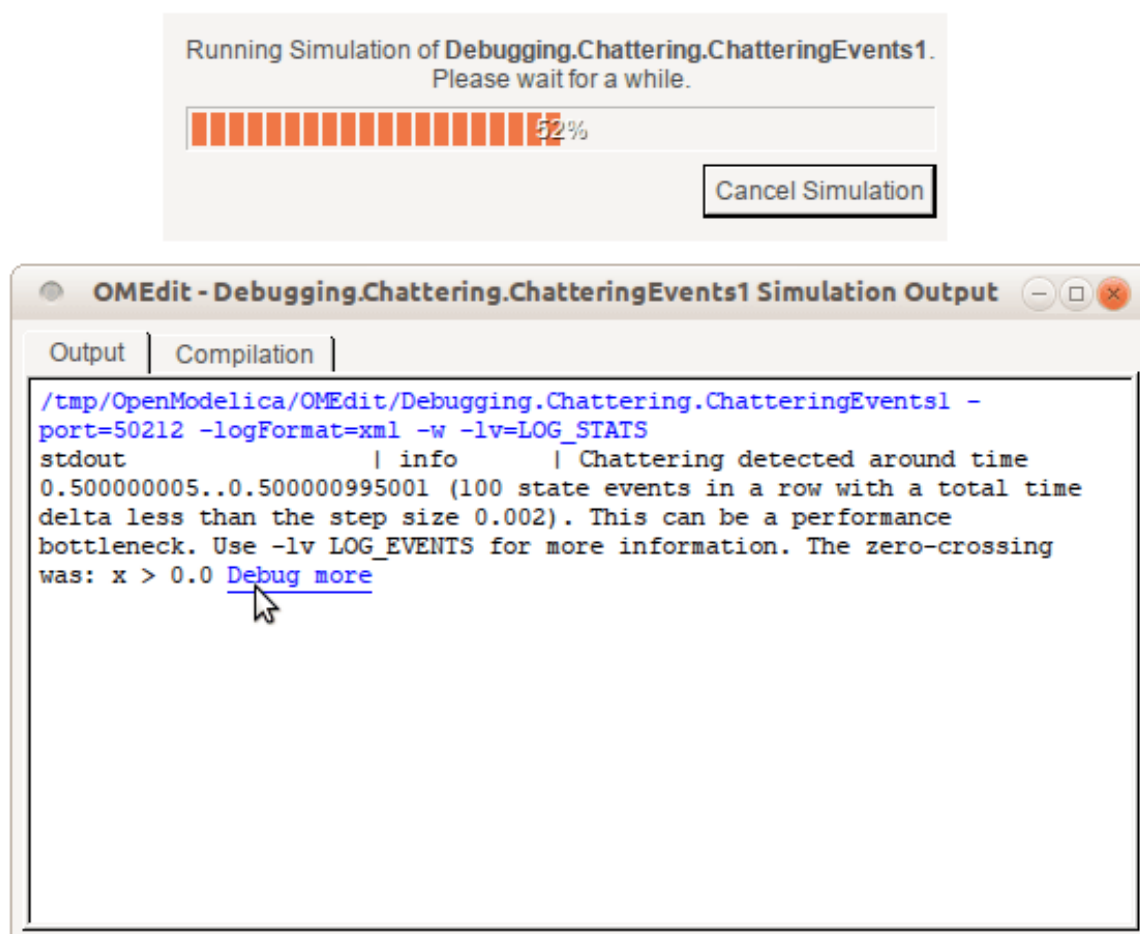 Running Simulation of Debugging.Chattering.ChatteringEvents1.
Please wait for a while.
52%
Cancel Simulation
OMEdit - Debugging.Chattering.ChatteringEvents1 Simulation Output
Output Compilation
/tmp/OpenModelica/OMEdit/Debugging.Chattering.ChatteringEvents1 -
port=50212 -logFormat=xml -w -lv=LOG_STATS
stdout | info | Chattering detected around time
0.500000005..0.500000995001 (100 state events in a row with a total time
delta less than the step size 0.002). This can be a performance
bottleneck. Use -lv LOG_EVENTS for more information. The zero-crossing
was: x > 0.0 Debug more